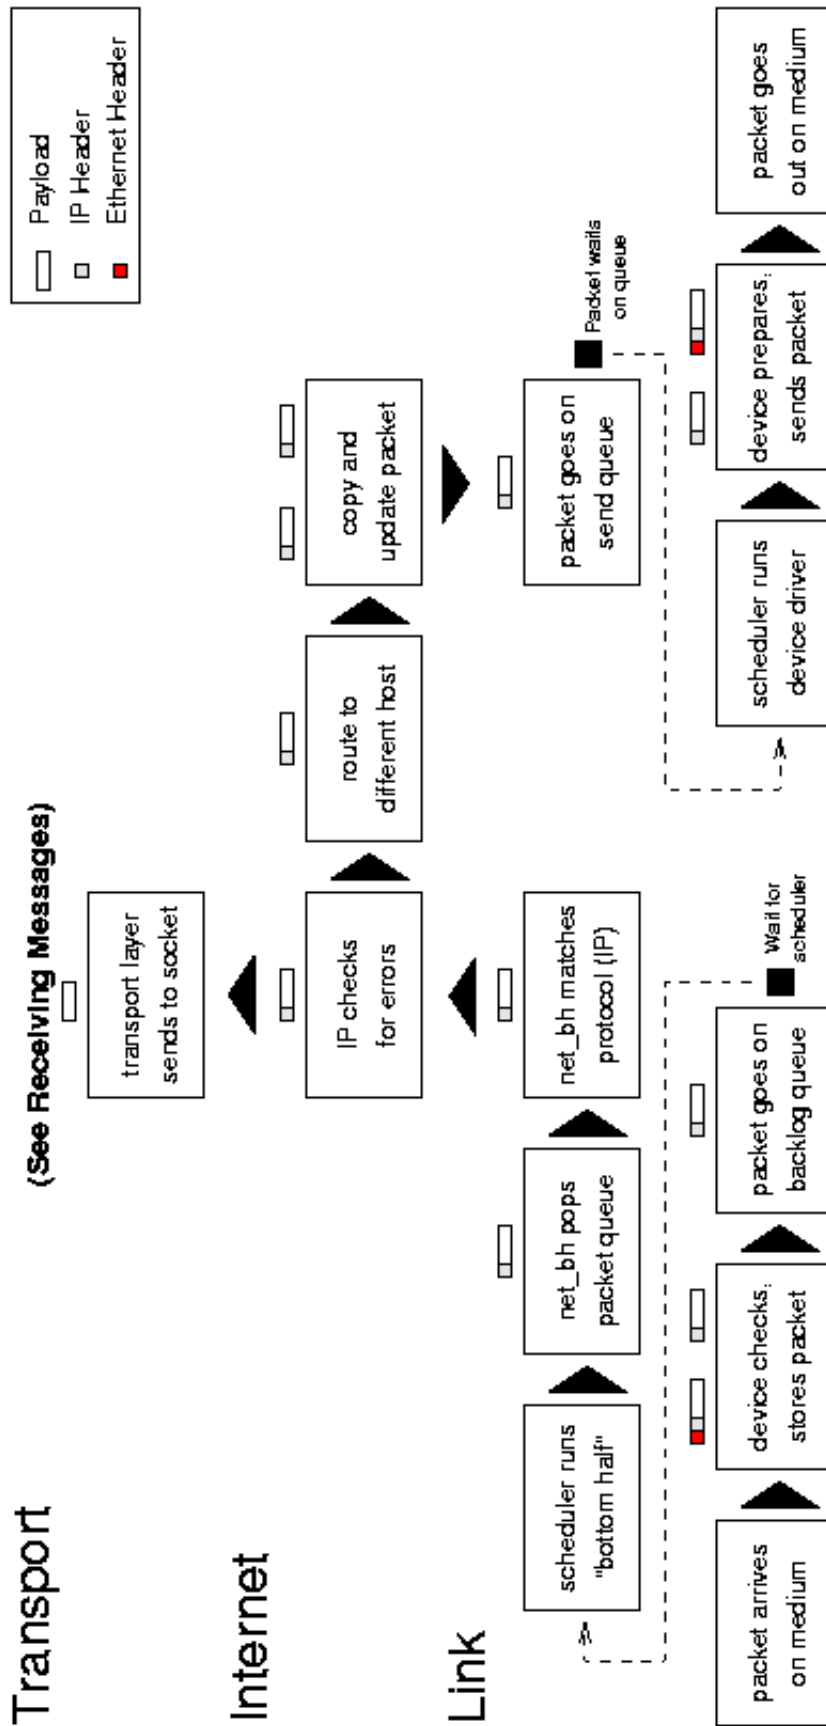 Transport
(See Receiving Messages)
Payload
IP Header
Ethernet Header
transport layer
sends to socket
Internet
IP checks
for errors
route to
different host
copy and
update packet
Link
scheduler runs
"bottom half"
net_bh pops
packet queue
net_bh matches
protocol (IP)
packet goes on
send queue
Packet waits
on queue
packet arrives
on medium
device checks,
stores packet
packet goes on
backlog queue
Wait for
scheduler
scheduler runs
device driver
device prepares,
sends packet
packet goes
out on medium